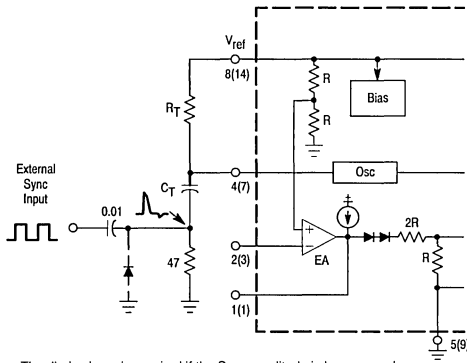 Vref
8(14)
R
Bias
R
RT
External
Sync
Input
CT
4(7)
Osc
0.01
+
2R
47
2(3)
−
EA
R
1(1)
5(9)